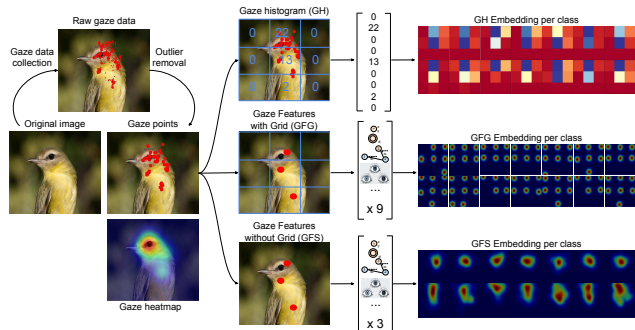 Raw gaze data
Gaze data
collection
Outlier
removal
Original image
Gaze points
Gaze
heatmap
Gaze histogram (GH)
0 22 0
0 13 0
0 2 0
0
22
0
0
13
0
0
2
0
GH Embedding per class
Gaze Features
with Grid (GFG)
...
x 9
GFG Embedding per class
Gaze Features
without Grid (GFS)
...
x 3
GFS Embedding per class